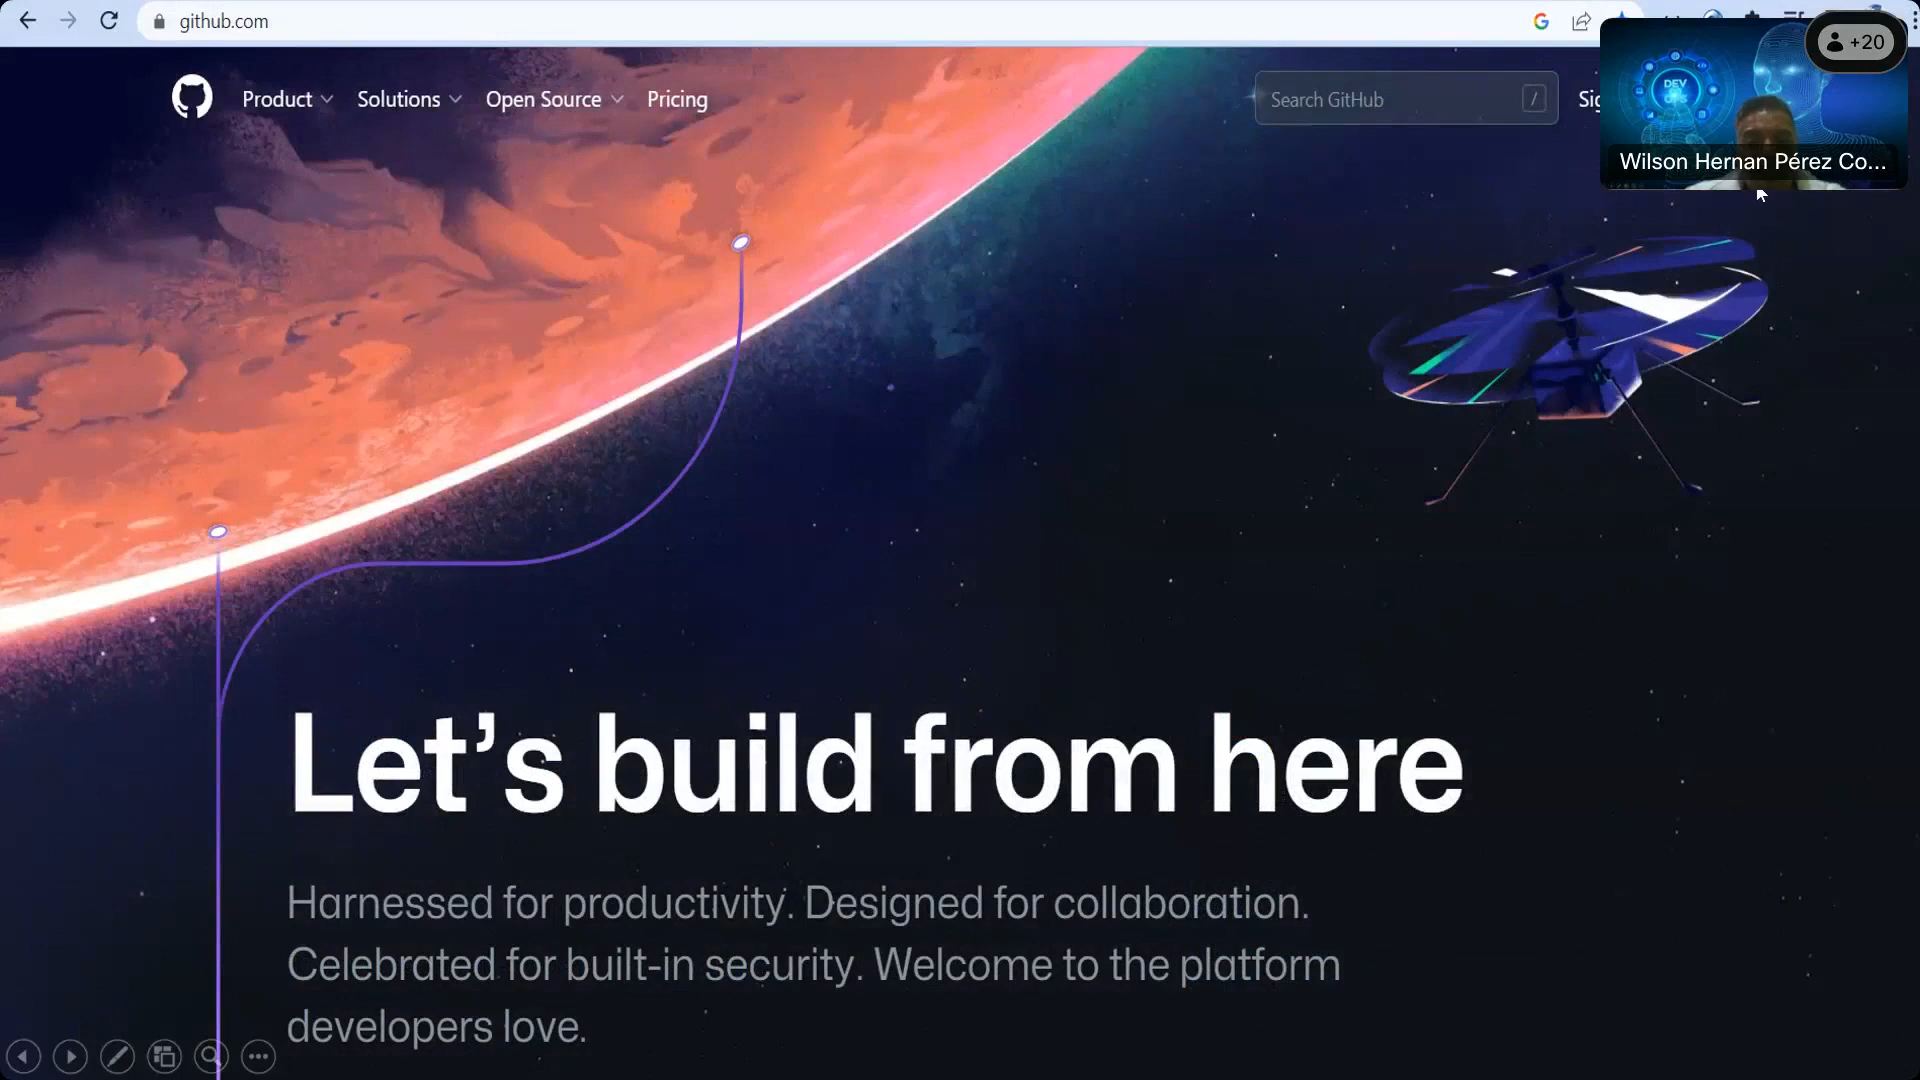 github.com
+20
Product
Solutions
Open Source
Pricing
Search GitHub
/
DEV
Wilson Hernan Pérez Co...
Let’s build from here
Harnessed for productivity. Designed for collaboration.
Celebrated for built-in security. Welcome to the platform
developers love.